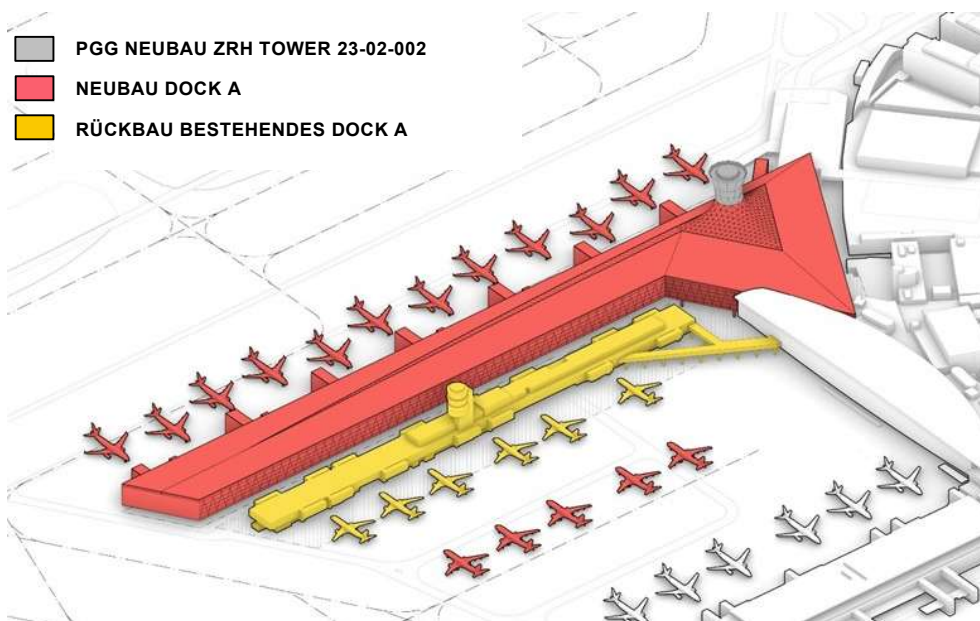 PGG NEUBAU ZRH TOWER 23-02-002
NEUBAU DOCK A
RÜCKBAU BESTEHENDES DOCK A